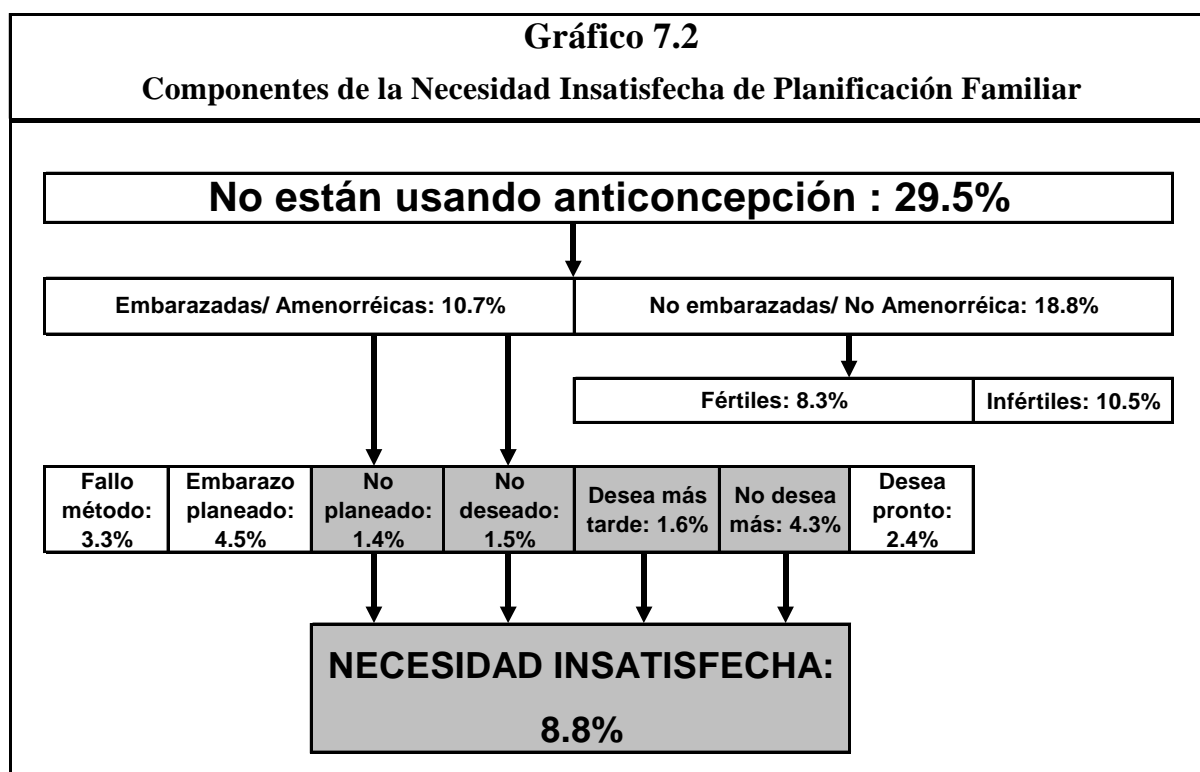 Gráfico 7.2
Componentes de la Necesidad Insatisfecha de Planificación Familiar
No están usando anticoncepción : 29.5%
Embarazadas/ Amenorréicas: 10.7%
No embarazadas/ No Amenorréica: 18.8%
Fértiles: 8.3%
Infértiles: 10.5%
Fallo
método:
3.3%
Embarazo
planeado:
4.5%
No
planeado:
1.4%
No
deseado:
1.5%
Desea más
tarde: 1.6%
No desea
más: 4.3%
Desea
pronto:
2.4%
NECESIDAD INSATISFECHA:
8.8%